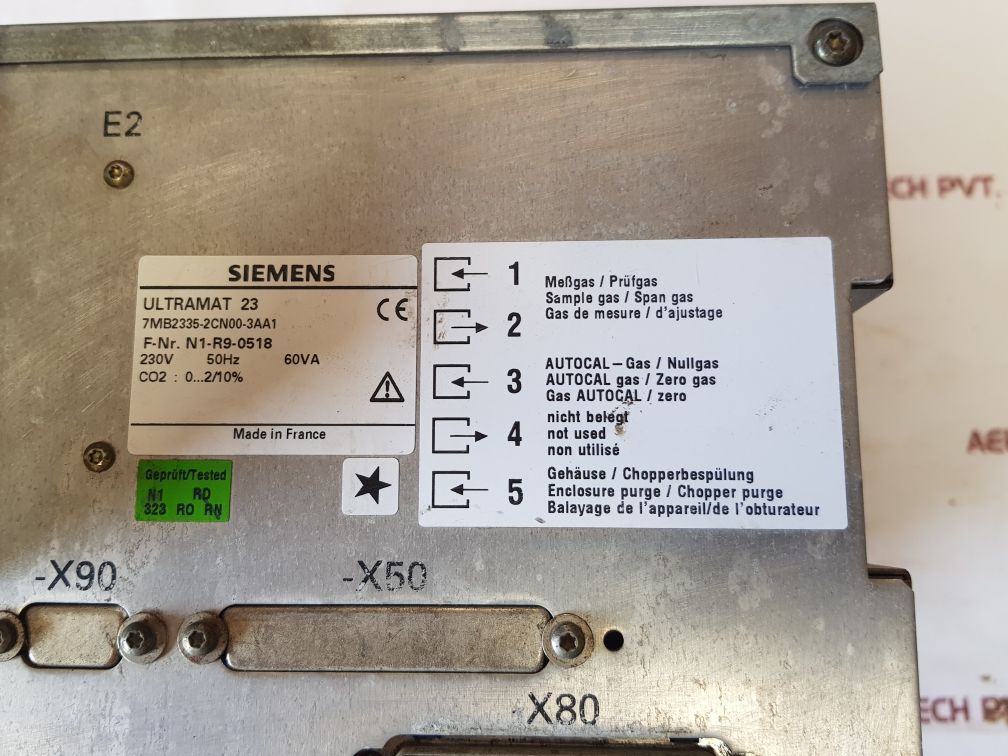 E2
SIEMENS
ULTRAMAT 23
7MB2335-2CN00-3AA1
F-Nr. N1-R9-0518
230V 50Hz 60VA
CO2 : 0...2/10%
CE
Made in France
Geprüft/Tested
N1 RD
323 RO RN
1
2
Meßgas / Prüfgas
Sample gas / Span gas
Gas de mesure / d'ajustage
3
AUTOCAL-Gas / Nullgas
AUTOCAL gas / Zero gas
Gas AUTOCAL / zero
4
nicht belegt
not used
non utilisé
5
Gehäuse / Chopperbespülung
Enclosure purge / Chopper purge
Balayage de l'appareil/de l'obturateur
-X90
-X50
-X80
ECH PVT.
AE
ECH